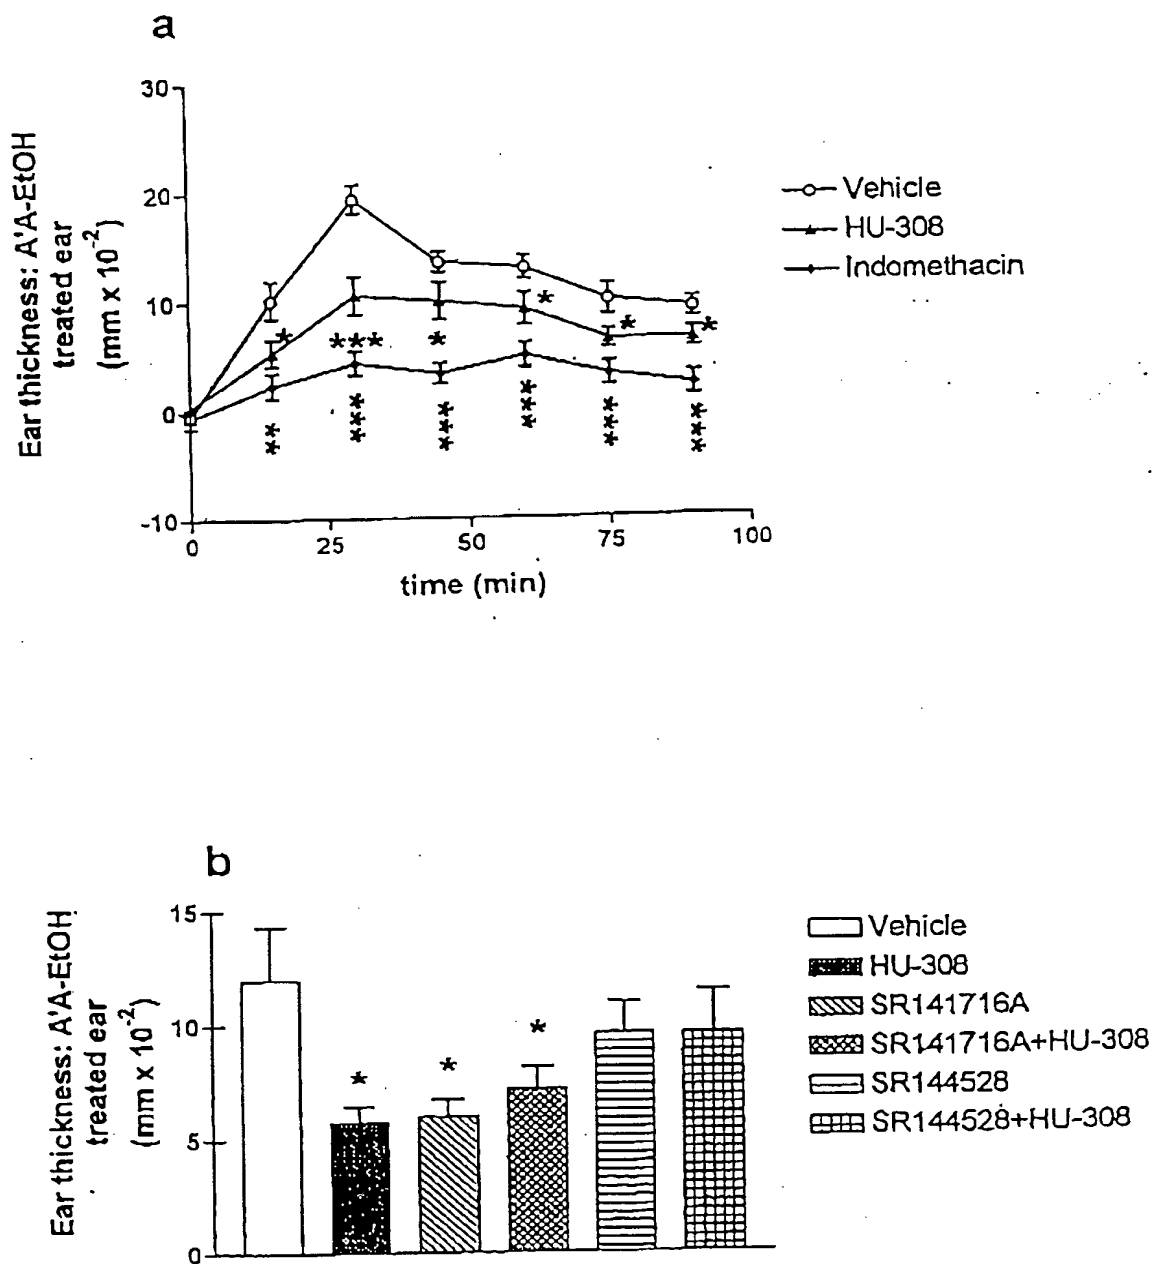 a
Ear thickness: A'A-EtOH
treated ear
(mm x 10-2)
30
20
10
0
-10
0
25
50
75
100
time (min)
Vehicle
HU-308
Indomethacin
*
***
*
*
*
*
**
***
***
***
***
***
b
Ear thickness: A'A-EtOH
treated ear
(mm x 10-2)
15
10
5
0
*
*
*
Vehicle
HU-308
SR141716A
SR141716A+HU-308
SR144528
SR144528+HU-308